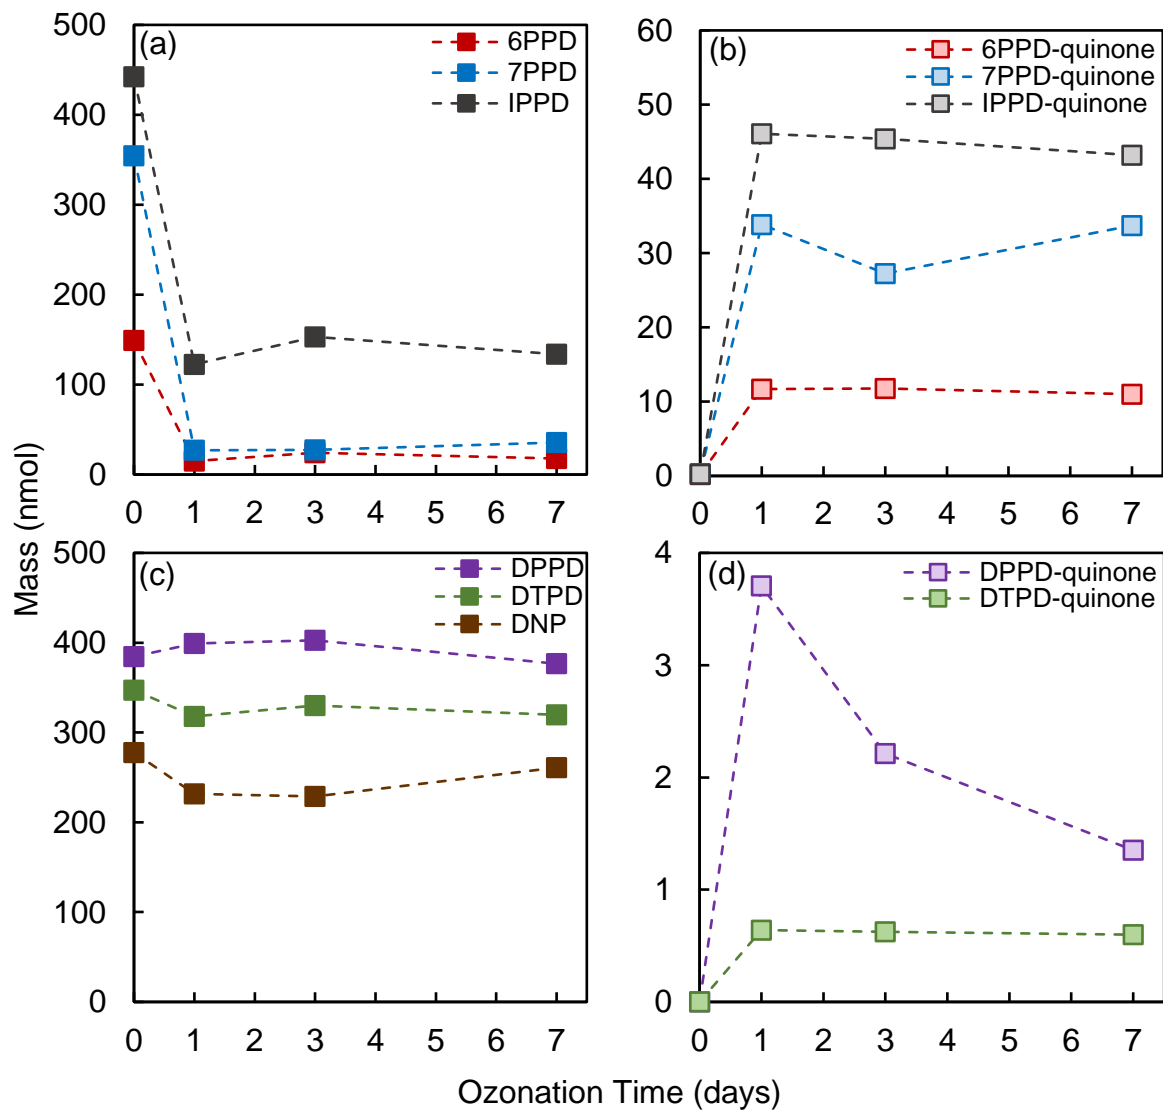 (a)
6PPD
7PPD
IPPD
500
400
300
200
100
0
0 1 2 3 4 5 6 7
(b)
6PPD-quinone
7PPD-quinone
IPPD-quinone
60
50
40
30
20
10
0
0 1 2 3 4 5 6 7
Mass (nmol)
(c)
DPPD
DTPD
DNP
500
400
300
200
100
0
0 1 2 3 4 5 6 7
(d)
DPPD-quinone
DTPD-quinone
4
3
2
1
0
0 1 2 3 4 5 6 7
Ozonation Time (days)